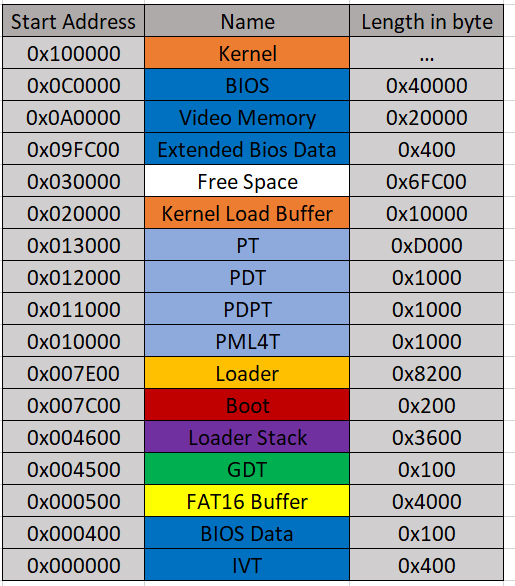 Start Address Name Length in byte
0x100000 Kernel ...
0x0C0000 BIOS 0x40000
0x0A0000 Video Memory 0x20000
0x09FC00 Extended Bios Data 0x400
0x030000 Free Space 0x6FC00
0x020000 Kernel Load Buffer 0x10000
0x013000 PT 0xD000
0x012000 PDT 0x1000
0x011000 PDPT 0x1000
0x010000 PML4T 0x1000
0x007E00 Loader 0x8200
0x007C00 Boot 0x200
0x004600 Loader Stack 0x3600
0x004500 GDT 0x100
0x000500 FAT16 Buffer 0x4000
0x000400 BIOS Data 0x100
0x000000 IVT 0x400